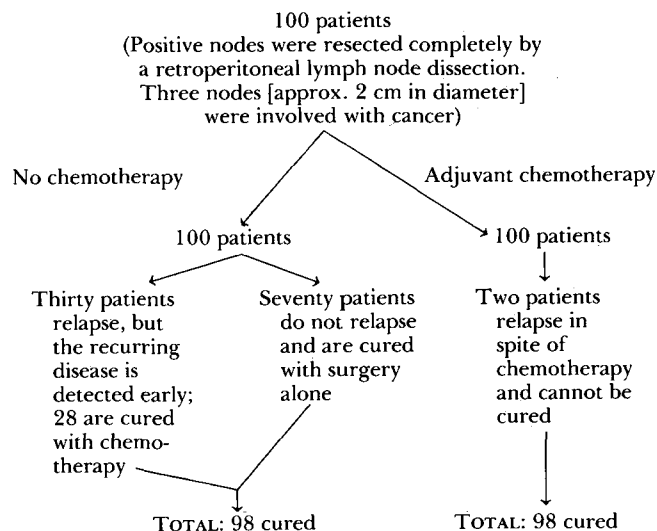 100 patients
(Positive nodes were resected completely by
a retroperitoneal lymph node dissection.
Three nodes [approx. 2 cm in diameter]
were involved with cancer)
No chemotherapy
Adjuvant chemotherapy
100 patients
100 patients
Thirty patients
relapse, but
the recurring
disease is
detected early;
28 are cured
with chemo-
therapy
Seventy patients
do not relapse
and are cured
with surgery
alone
Two patients
relapse in
spite of
chemotherapy
and cannot be
cured
TOTAL: 98 cured
TOTAL: 98 cured